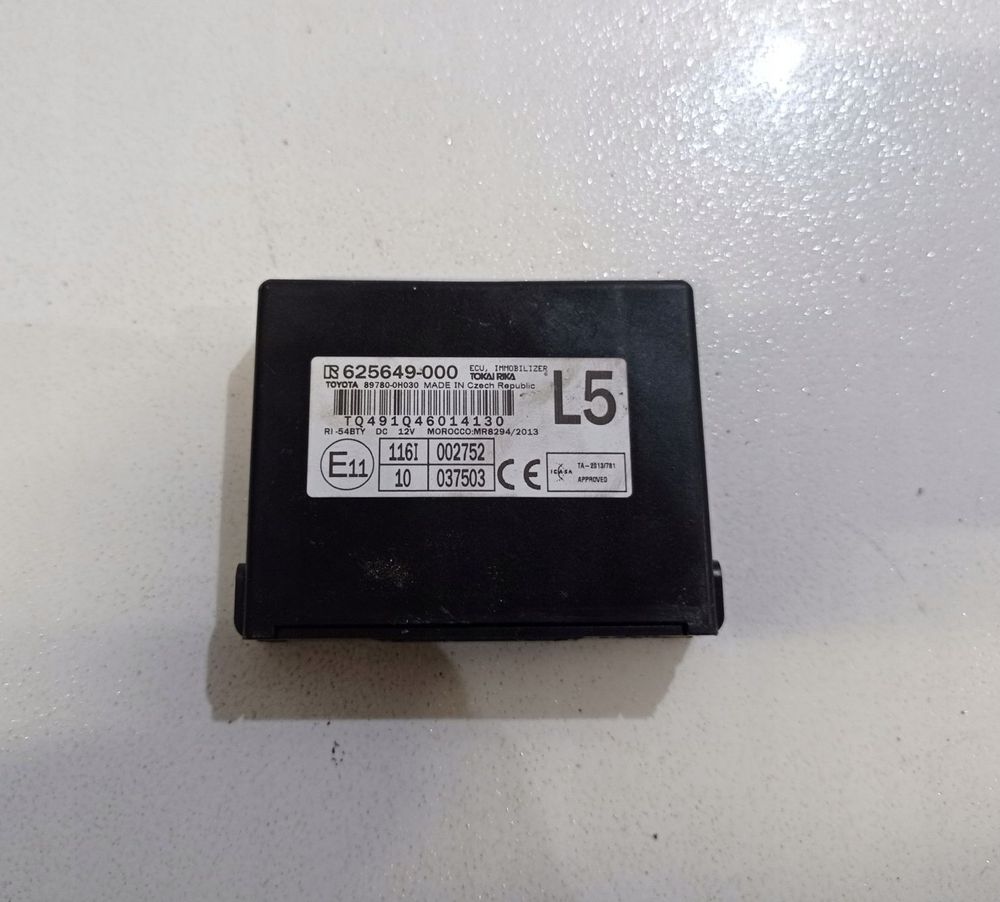 625649-000 ECU, IMMOBILIZER
TOKAI RIKA
TOYOTA 89780-0H030 MADE IN Czech Republic
L5
TQ491Q46014130
RI-54BTY DC 12V MOROCCO:MR8294/2013
E11
116I 002752
10 037503
CE
ICASA
TA-2013/781
APPROVED